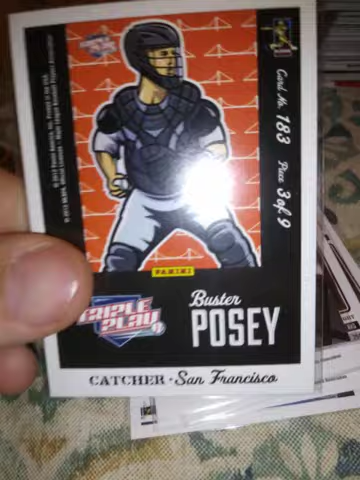 Card No. 183 Piece 3 of 9
PANINI
TRIPLE
PLAY
Buster
POSEY
CATCHER • San Francisco